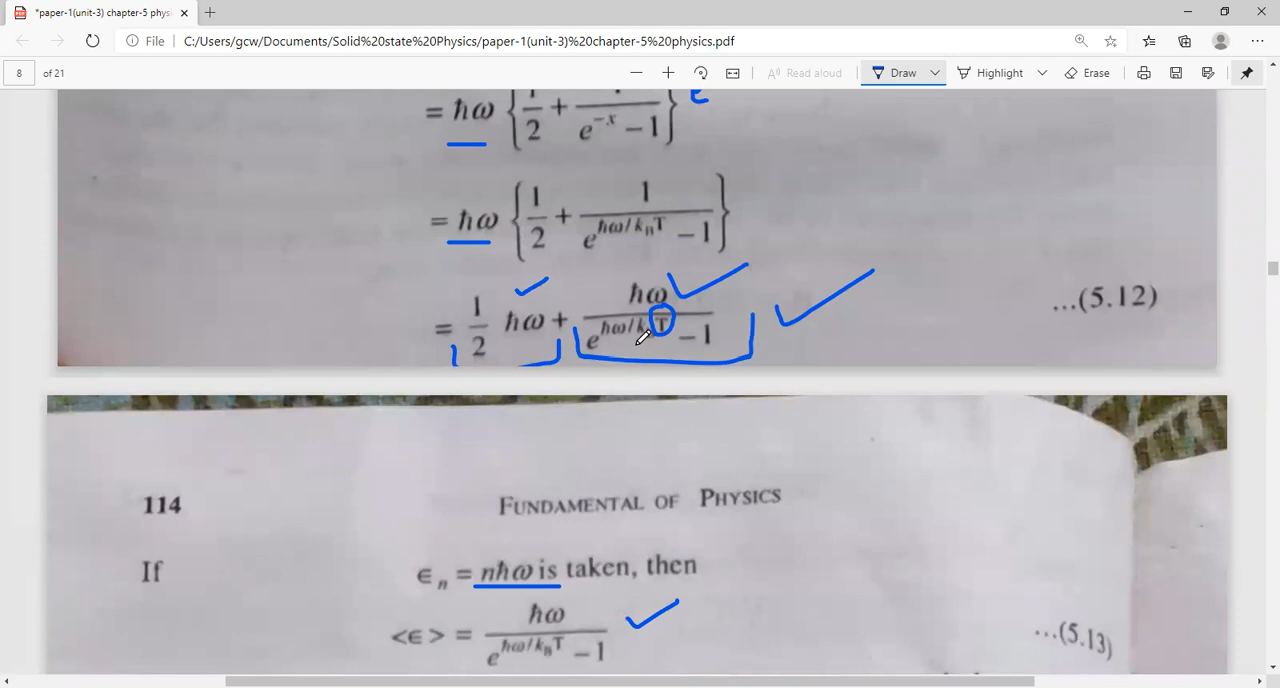 *paper-1(unit-3) chapter-5 physi
File C:/Users/gcw/Documents/Solid%20state%20Physics/paper-1(unit-3)%20chapter-5%20physics.pdf
8 of 21 Read aloud Draw Highlight Erase
= ħω {1/2 + 1/(e^{-x} - 1)}
= ħω {1/2 + 1/(e^{ħω/k_BT} - 1)}
= 1/2 ħω + ħω/(e^{ħω/k_BT} - 1) ...(5.12)
114 FUNDAMENTAL OF PHYSICS
If ∈n = nħω is taken, then
<∈> = ħω/(e^{ħω/k_BT} - 1) ...(5.13)